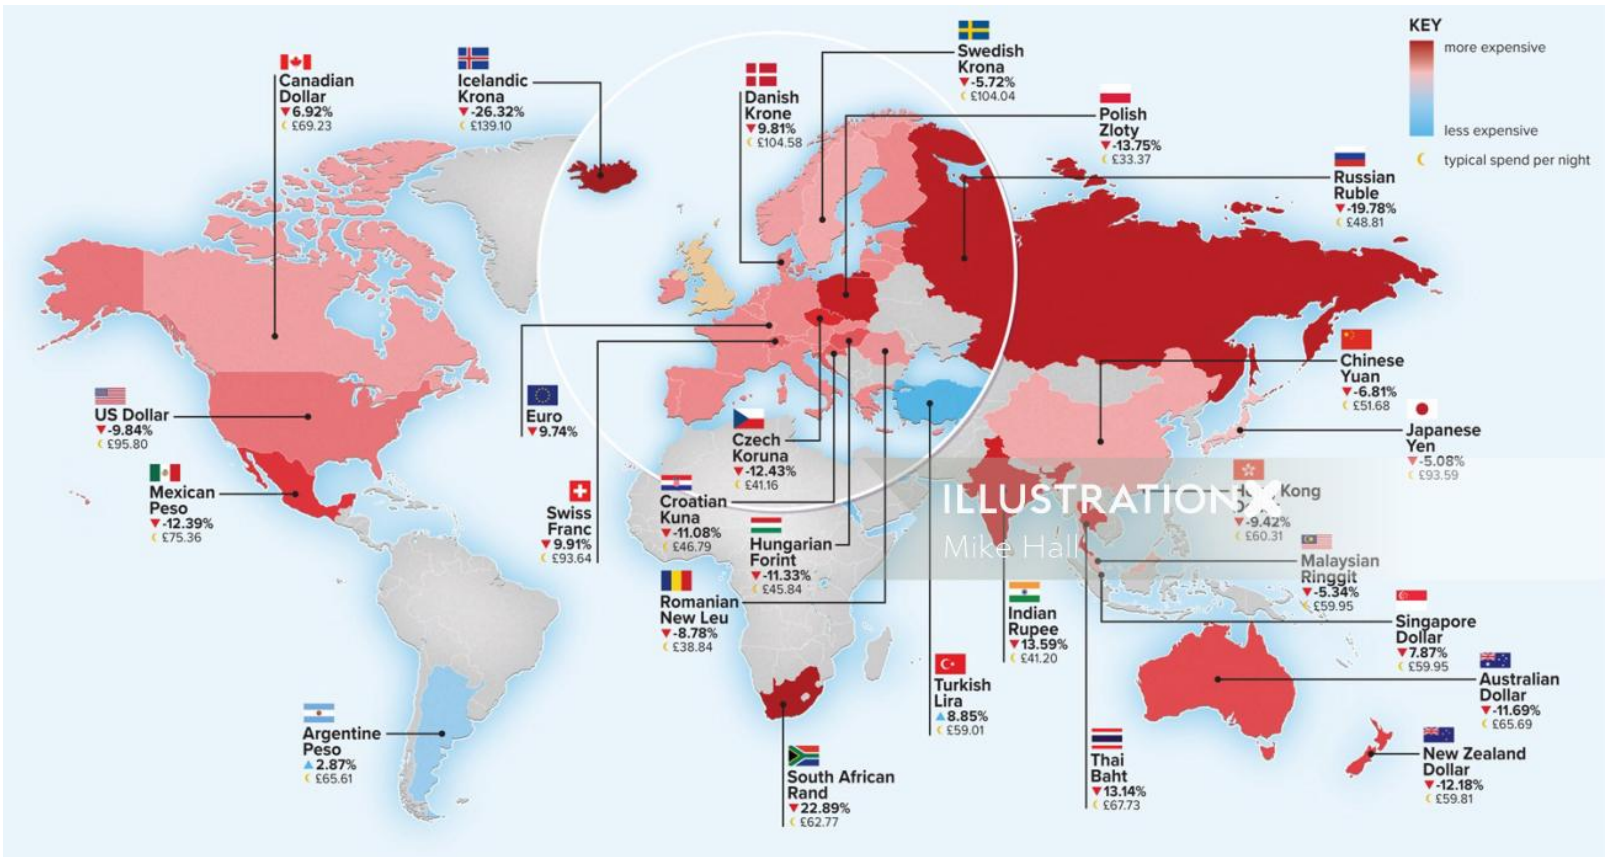 KEY
more expensive
less expensive
typical spend per night
Canadian
Dollar
▼6.92%
£69.23
Icelandic
Krona
▼-26.32%
£139.10
Danish
Krone
▼9.81%
£104.58
Swedish
Krona
▼-5.72%
£104.04
Polish
Zloty
▼-13.75%
£33.37
Russian
Ruble
▼-19.78%
£48.81
Chinese
Yuan
▼-6.81%
£51.68
Japanese
Yen
▼-5.08%
£93.59
US Dollar
▼-9.84%
£95.80
Mexican
Peso
▼-12.39%
£75.36
Euro
▼9.74%
Swiss
Franc
▼9.91%
£93.64
Czech
Koruna
▼-12.43%
£41.16
Croatian
Kuna
▼-11.08%
£46.79
Hungarian
Forint
▼-11.33%
£45.84
Romanian
New Leu
▼-8.78%
£38.84
ILLUSTRATIONX
Mike Hall
Kong
▼-9.42%
£60.31
Malaysian
Ringgit
▼-5.34%
£59.95
Indian
Rupee
▼13.59%
£41.20
Singapore
Dollar
▼7.87%
£59.95
Turkish
Lira
▲8.85%
£59.01
Australian
Dollar
▼-11.69%
£65.69
Argentine
Peso
▲2.87%
£65.61
South African
Rand
▼22.89%
£62.77
Thai
Baht
▼13.14%
£67.73
New Zealand
Dollar
▼-12.18%
£59.81